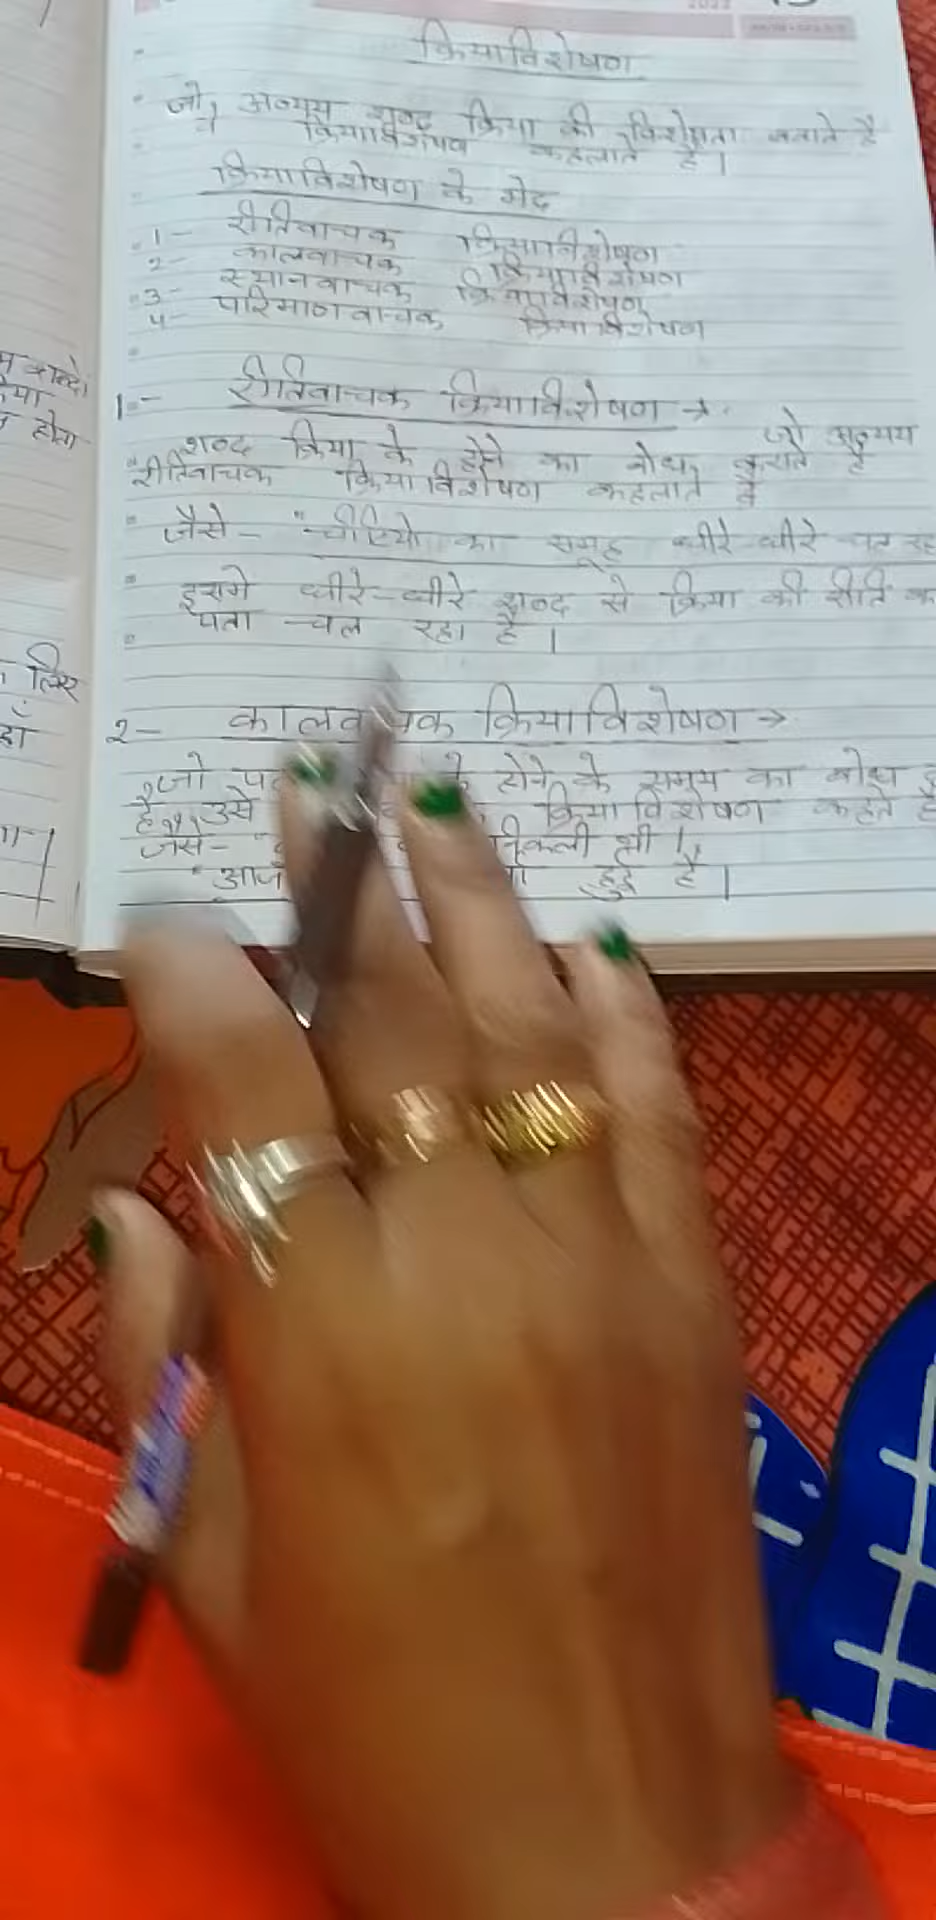 क्रियाविशेषण
जो अव्यय शब्द क्रिया की विशेषता बताते है
वे क्रियाविशेषण कहलाते है।
क्रियाविशेषण के भेद
1- रीतिवाचक क्रियाविशेषण
2- कालवाचक क्रियाविशेषण
3- स्थानवाचक क्रियाविशेषण
4- परिमाणवाचक क्रियाविशेषण
1- रीतिवाचक क्रियाविशेषण →
जो अव्यय
शब्द क्रिया के होने का बोध कराते है
रीतिवाचक क्रियाविशेषण कहलाते है
जैसे- "चीटियो का समूह धीरे-धीरे चल
इसमे धीरे-धीरे शब्द से क्रिया की रीति
पता चल रहा है।
2- कालवाचक क्रियाविशेषण →
जो के होने के समय का बोध
है, उसे क्रियाविशेषण कहते है
जैसे- निकली थी।
"आज हुई है।
लिए